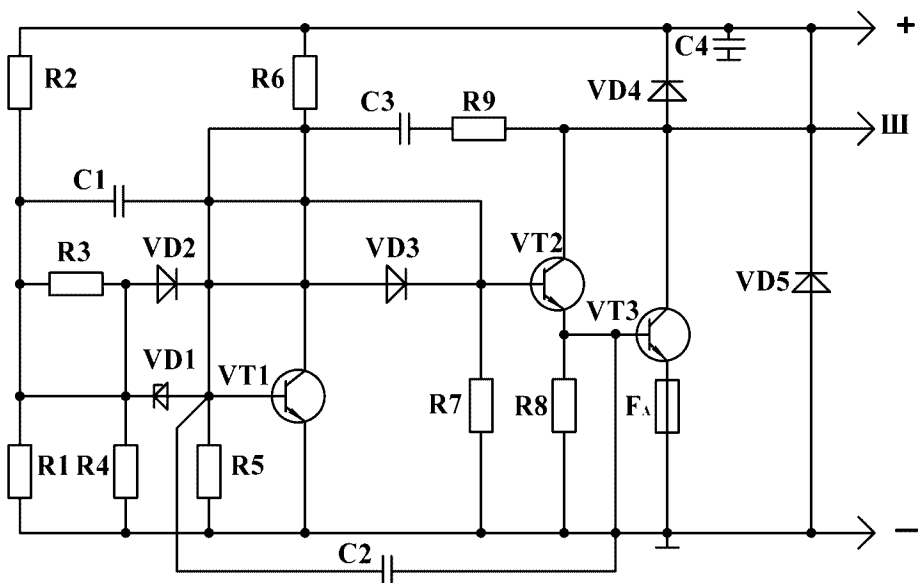 +
C4
R2
R6
VD4
C3
R9
Ш
C1
R3
VD2
VD3
VT2
VD5
VT3
VD1
VT1
R7
R8
FА
R1
R4
R5
−
C2